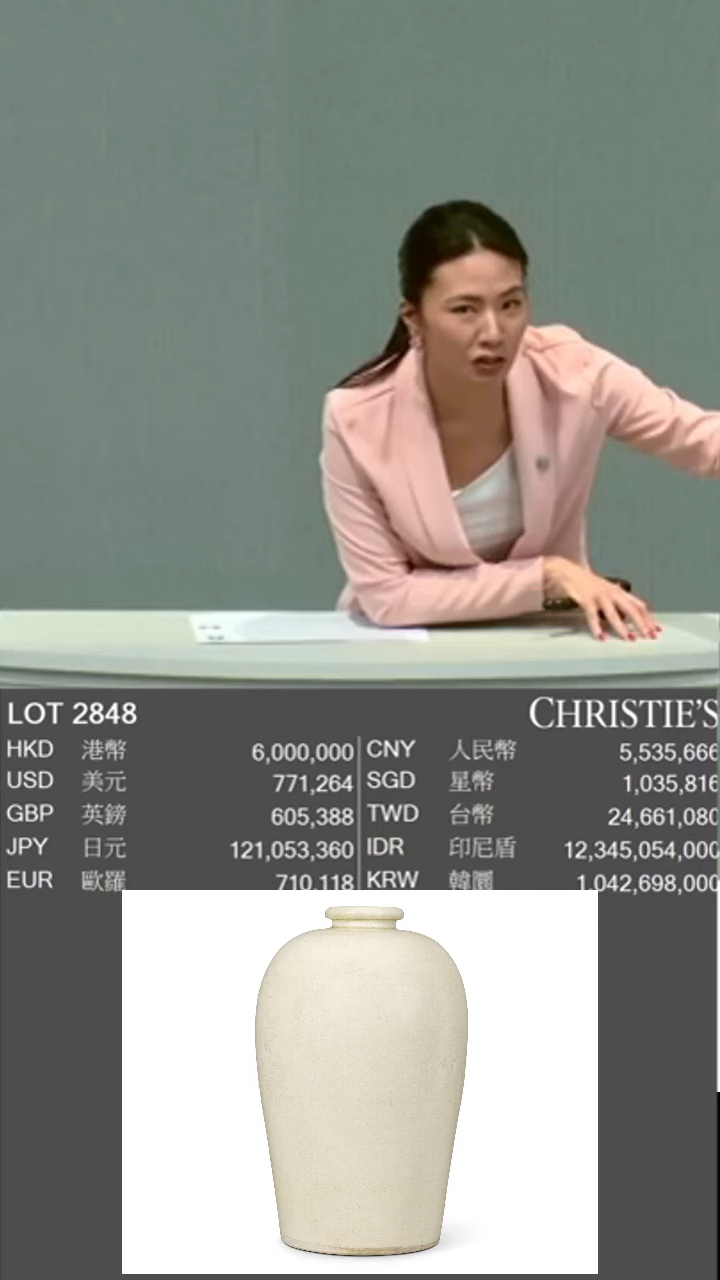 LOT 2848
CHRISTIE'S
HKD 港幣 6,000,000 CNY 人民幣 5,535,666
USD 美元 771,264 SGD 星幣 1,035,816
GBP 英鎊 605,388 TWD 台幣 24,661,080
JPY 日元 121,053,360 IDR 印尼盾 12,345,054,000
EUR 歐羅 710,118 KRW 韓圜 1,042,698,000